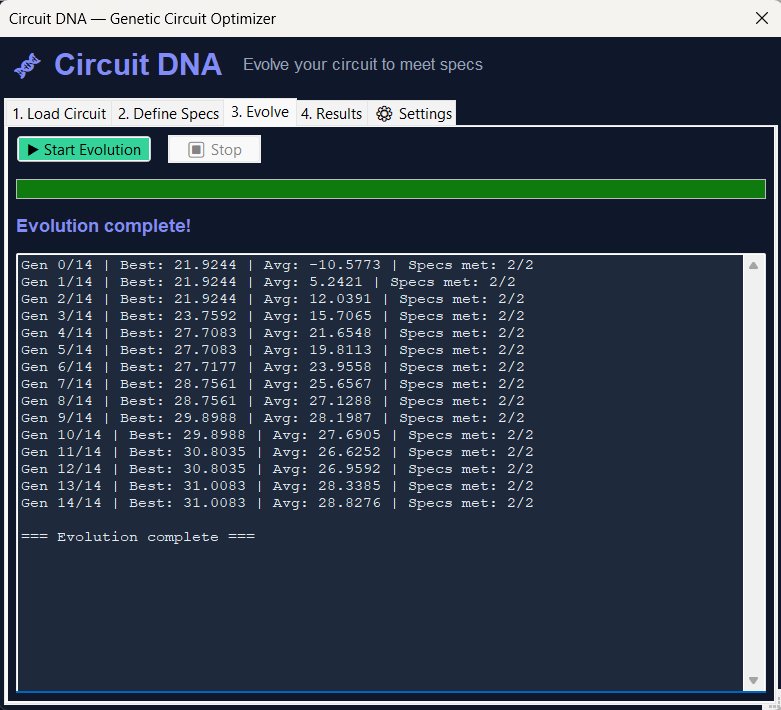 Circuit DNA — Genetic Circuit Optimizer
Circuit DNA Evolve your circuit to meet specs
1. Load Circuit 2. Define Specs 3. Evolve 4. Results Settings
Start Evolution Stop
Evolution complete!
Gen 0/14 | Best: 21.9244 | Avg: -10.5773 | Specs met: 2/2
Gen 1/14 | Best: 21.9244 | Avg: 5.2421 | Specs met: 2/2
Gen 2/14 | Best: 21.9244 | Avg: 12.0391 | Specs met: 2/2
Gen 3/14 | Best: 23.7592 | Avg: 15.7065 | Specs met: 2/2
Gen 4/14 | Best: 27.7083 | Avg: 21.6548 | Specs met: 2/2
Gen 5/14 | Best: 27.7083 | Avg: 19.8113 | Specs met: 2/2
Gen 6/14 | Best: 27.7177 | Avg: 23.9558 | Specs met: 2/2
Gen 7/14 | Best: 28.7561 | Avg: 25.6567 | Specs met: 2/2
Gen 8/14 | Best: 28.7561 | Avg: 27.1288 | Specs met: 2/2
Gen 9/14 | Best: 29.8988 | Avg: 28.1987 | Specs met: 2/2
Gen 10/14 | Best: 29.8988 | Avg: 27.6905 | Specs met: 2/2
Gen 11/14 | Best: 30.8035 | Avg: 26.6252 | Specs met: 2/2
Gen 12/14 | Best: 30.8035 | Avg: 26.9592 | Specs met: 2/2
Gen 13/14 | Best: 31.0083 | Avg: 28.3385 | Specs met: 2/2
Gen 14/14 | Best: 31.0083 | Avg: 28.8276 | Specs met: 2/2
=== Evolution complete ===